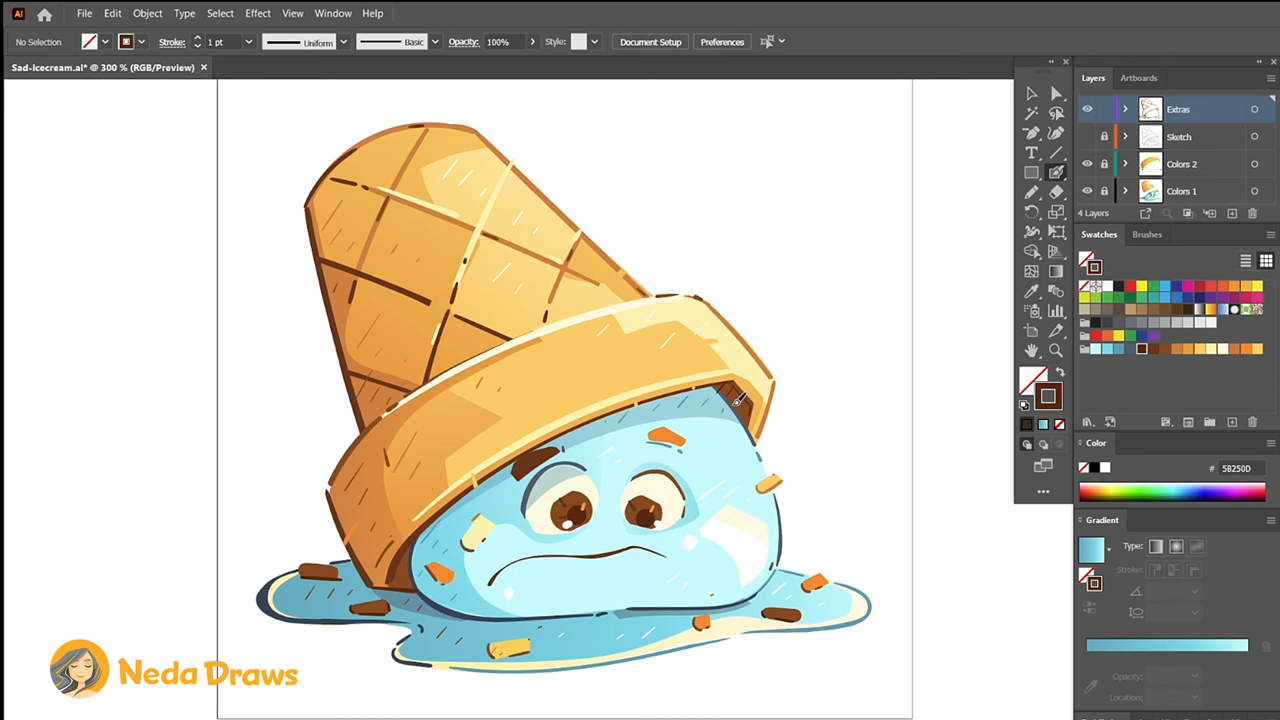 Ai File Edit Object Type Select Effect View Window Help
No Selection Stroke: 1 pt Uniform Basic Opacity: 100% Style: Document Setup Preferences
Sad-Icecream.ai* @ 300 % (RGB/Preview) ×
Layers Artboards
Extras
Sketch
Colors 2
Colors 1
4 Layers
Swatches Brushes
Color
# 5B250D
Gradient
Type:
Stroke:
Opacity:
Location:
Neda Draws